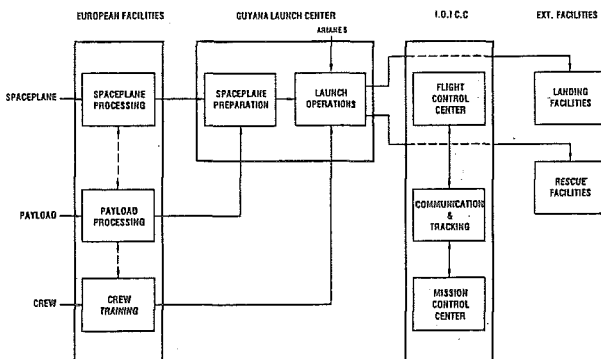 EUROPEAN FACILITIES
GUYANA LAUNCH CENTER
I.O.I C.C
EXT. FACILITIES
ARIANE 5
SPACEPLANE
SPACEPLANE
PROCESSING
SPACEPLANE
PREPARATION
LAUNCH
OPERATIONS
FLIGHT
CONTROL
CENTER
LANDING
FACILITIES
RESCUE
FACILITIES
PAYLOAD
PAYLOAD
PROCESSING
COMMUNICATION
&
TRACKING
CREW
CREW
TRAINING
MISSION
CONTROL
CENTER